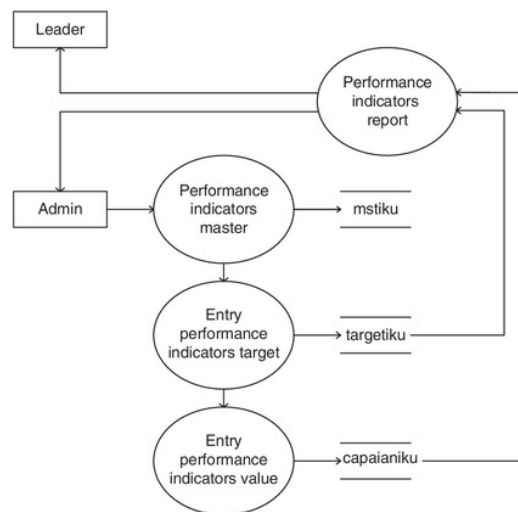 Leader
Performance
indicators
report
Admin
Performance
indicators
master
mstiku
Entry
performance
indicators target
targetiku
Entry
performance
indicators value
capaianiku